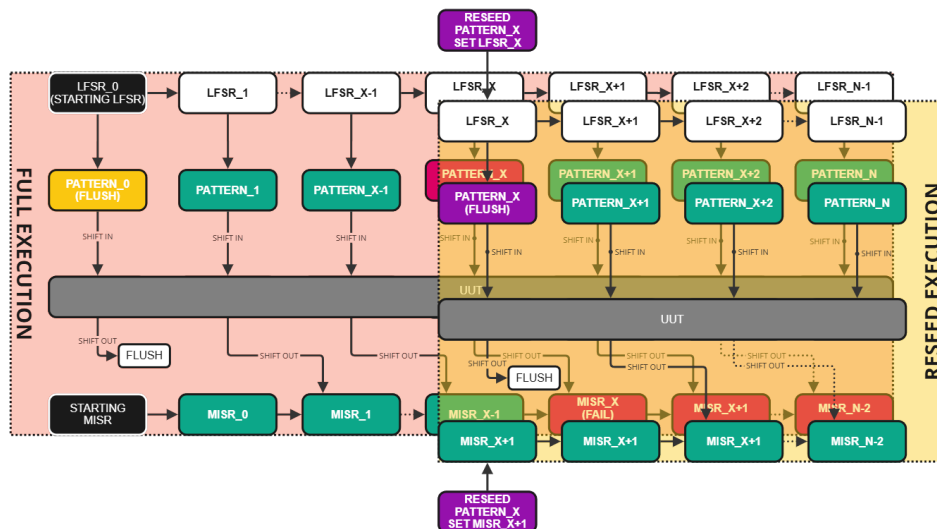 RESEED
PATTERN_X
SET LFSR_X
LFSR_0
(STARTING LFSR)
LFSR_1
LFSR_X-1
LFSR_X
LFSR_X+1
LFSR_X+2
LFSR_N-1
LFSR_X
LFSR_X+1
LFSR_X+2
LFSR_N-1
FULL EXECUTION
RESEED EXECUTION
PATTERN_0
(FLUSH)
PATTERN_1
PATTERN_X-1
PATTERN_X
PATTERN_X+1
PATTERN_X+2
PATTERN_N
PATTERN_X
(FLUSH)
PATTERN_X+1
PATTERN_X+2
PATTERN_N
SHIFT IN
SHIFT IN
SHIFT IN
SHIFT IN
SHIFT IN
SHIFT IN
SHIFT IN
SHIFT IN
SHIFT IN
SHIFT IN
SHIFT IN
UUT
UUT
SHIFT OUT
FLUSH
SHIFT OUT
SHIFT OUT
SHIFT OUT
SHIFT OUT
SHIFT OUT
SHIFT OUT
SHIFT OUT
SHIFT OUT
FLUSH
STARTING
MISR
MISR_0
MISR_1
MISR_X-1
MISR_X
(FAIL)
MISR_X+1
MISR_N-2
MISR_X+1
MISR_X+1
MISR_X+1
MISR_N-2
RESEED
PATTERN_X
SET MISR_X+1